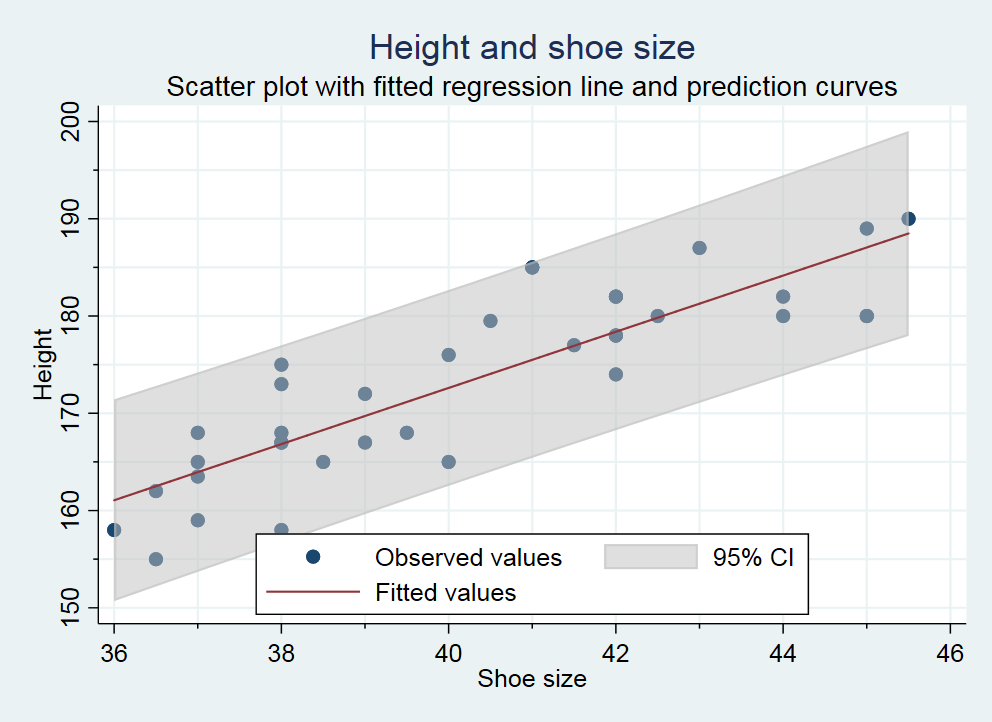 Height and shoe size
Scatter plot with fitted regression line and prediction curves
Height
200
190
180
170
160
150
Observed values
95% CI
Fitted values
36
38
40
42
44
46
Shoe size